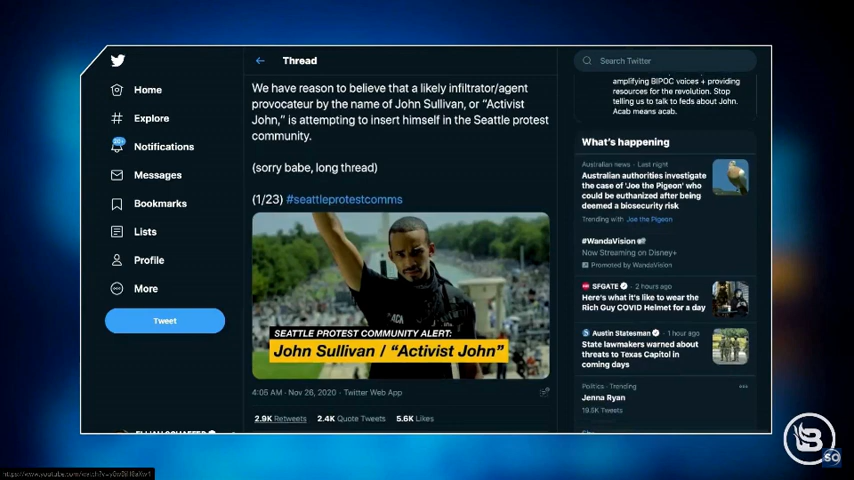 Home
Explore
20+
Notifications
Messages
Bookmarks
Lists
Profile
More
Tweet
Thread
We have reason to believe that a likely infiltrator/agent
provocateur by the name of John Sullivan, or “Activist
John,” is attempting to insert himself in the Seattle protest
community.
(sorry babe, long thread)
(1/23) #seattleprotestcomms
SEATTLE PROTEST COMMUNITY ALERT:
John Sullivan / “Activist John”
4:05 AM · Nov 26, 2020 · Twitter Web App
2.9K Retweets 2.4K Quote Tweets 5.6K Likes
Search Twitter
amplifying BIPOC voices + providing
resources for the revolution. Stop
telling us to talk to feds about John.
Acab means acab.
What’s happening
Australian news · Last night
Australian authorities investigate
the case of 'Joe the Pigeon' who
could be euthanized after being
deemed a biosecurity risk
Trending with Joe the Pigeon
#WandaVision
Now Streaming on Disney+
Promoted by WandaVision
SFGATE · 2 hours ago
Here’s what it’s like to wear the
Rich Guy COVID Helmet for a day
Austin Statesman · 1 hour ago
State lawmakers warned about
threats to Texas Capitol in
coming days
Politics · Trending
Jenna Ryan
19.5K Tweets
B